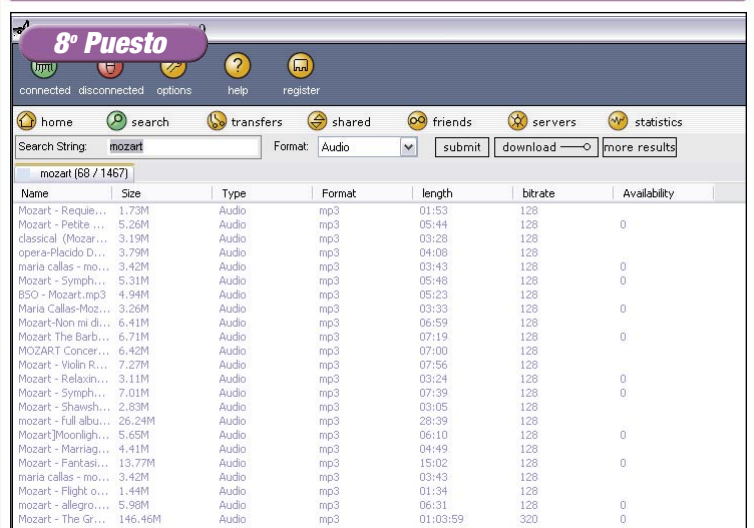 8º Puesto
connected disconnected options help register
home search transfers shared friends servers statistics
Search String: mozart Format: Audio submit download more results
mozart (68 / 1467)
Name Size Type Format length bitrate Availability
Mozart - Requie... 1.73M Audio mp3 01:53 128
Mozart - Petite ... 5.26M Audio mp3 05:44 128 0
classical (Mozar... 3.19M Audio mp3 03:28 128
opera-Placido D... 3.79M Audio mp3 04:08 128
maria callas - mo... 3.42M Audio mp3 03:43 128 0
Mozart - Symph... 5.31M Audio mp3 05:48 128 0
BSO - Mozart.mp3 4.94M Audio mp3 05:23 128
Maria Callas-Moz... 3.26M Audio mp3 03:33 128 0
Mozart-Non mi di... 6.41M Audio mp3 06:59 128
Mozart The Barb... 6.71M Audio mp3 07:19 128 0
MOZART Concer... 6.42M Audio mp3 07:00 128
Mozart - Violin R... 7.27M Audio mp3 07:56 128
Mozart - Relaxin... 3.11M Audio mp3 03:24 128 0
Mozart - Symph... 7.01M Audio mp3 07:39 128 0
Mozart - Shawsh... 2.83M Audio mp3 03:05 128
mozart - full albu... 26.24M Audio mp3 28:39 128
Mozart]Moonligh... 5.65M Audio mp3 06:10 128 0
Mozart - Marriag... 4.41M Audio mp3 04:49 128
Mozart - Fantasi... 13.77M Audio mp3 15:02 128 0
maria callas - mo... 3.42M Audio mp3 03:43 128
Mozart - Flight o... 1.44M Audio mp3 01:34 128
mozart - allegro.... 5.98M Audio mp3 06:31 128 0
Mozart - The Gr... 146.46M Audio mp3 01:03:59 320 0